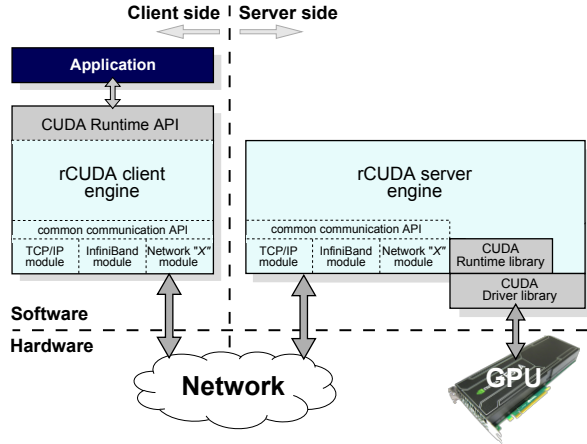 Client side
Server side
Application
CUDA Runtime API
rCUDA client
engine
common communication API
TCP/IP
module
InfiniBand
module
Network "X"
module
rCUDA server
engine
common communication API
TCP/IP
module
InfiniBand
module
Network "X"
module
CUDA
Runtime library
CUDA
Driver library
Software
Hardware
Network
GPU